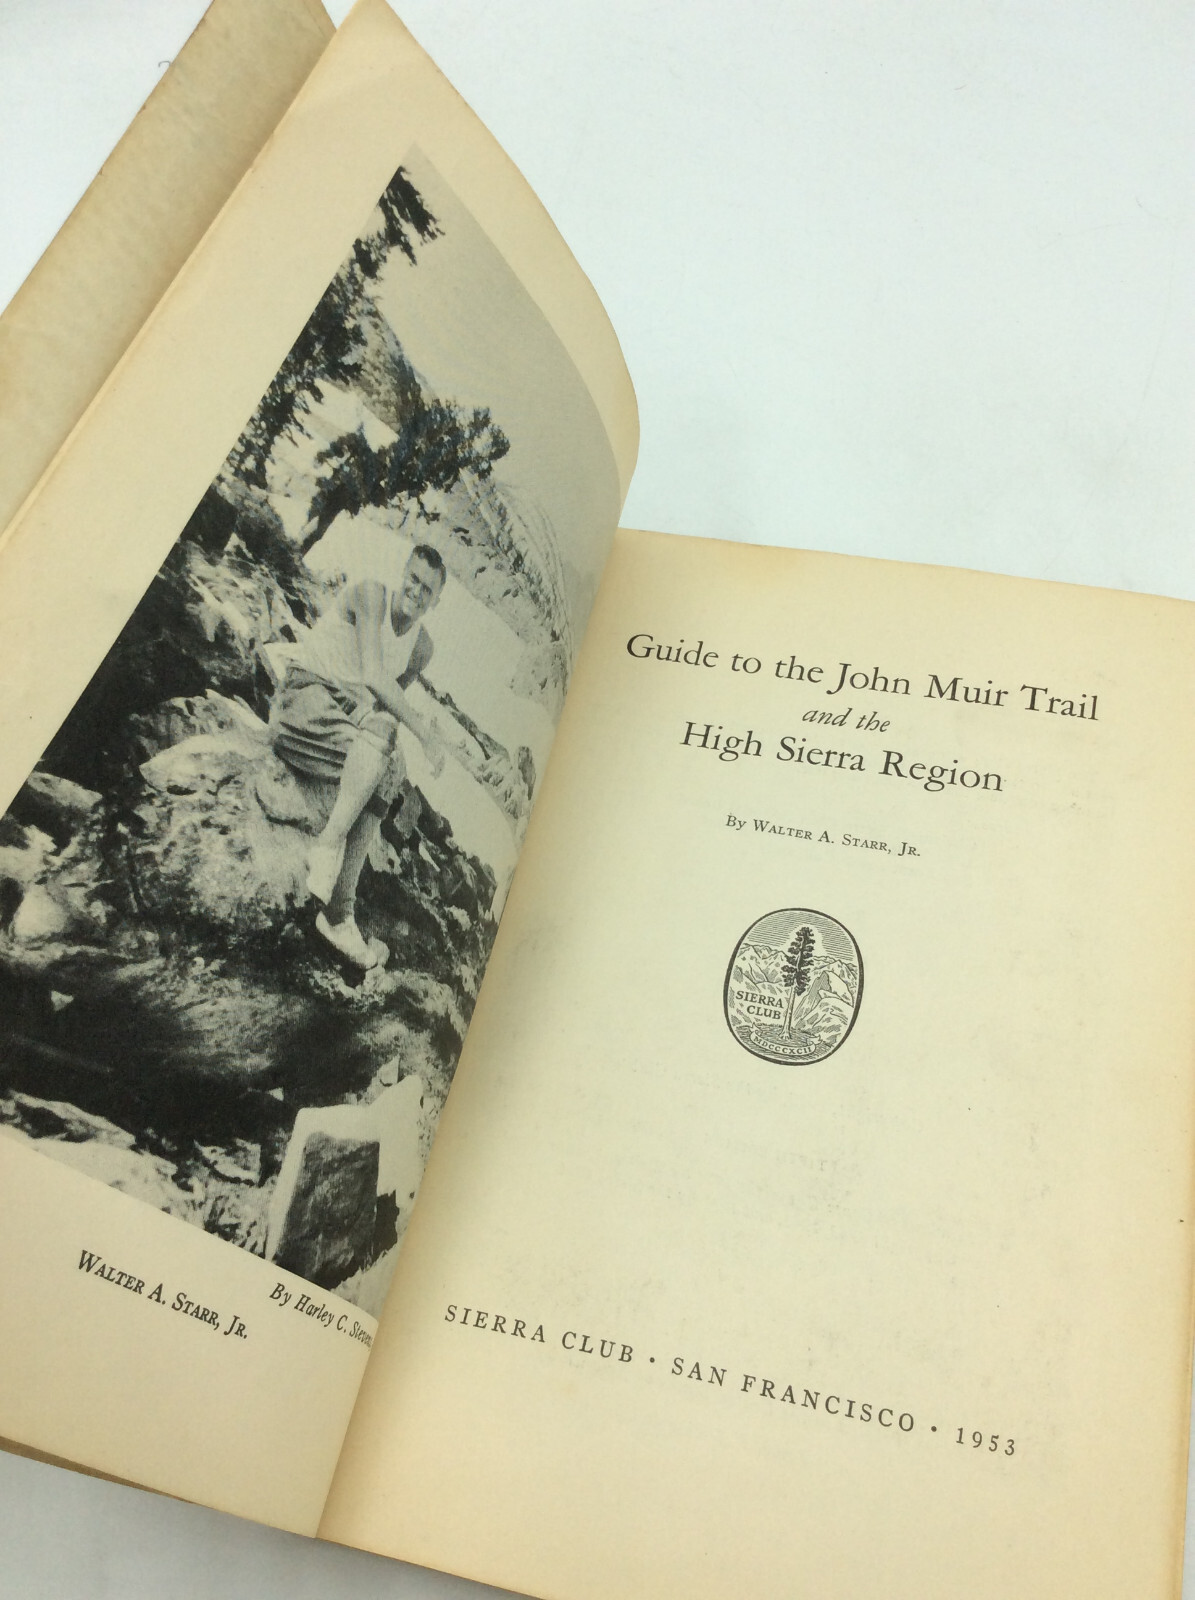 By Harley C. Stevens
WALTER A. STARR, JR.
Guide to the John Muir Trail
and the
High Sierra Region
By WALTER A. STARR, JR.
SIERRA
CLUB
MDCCCXCII
SIERRA CLUB · SAN FRANCISCO · 1953